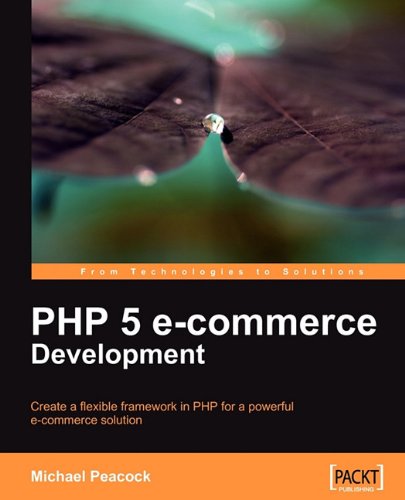 From Technologies to Solutions
PHP 5 e-commerce
Development
Create a flexible framework in PHP for a powerful
e-commerce solution
Michael Peacock
[PACKT]
PUBLISHING